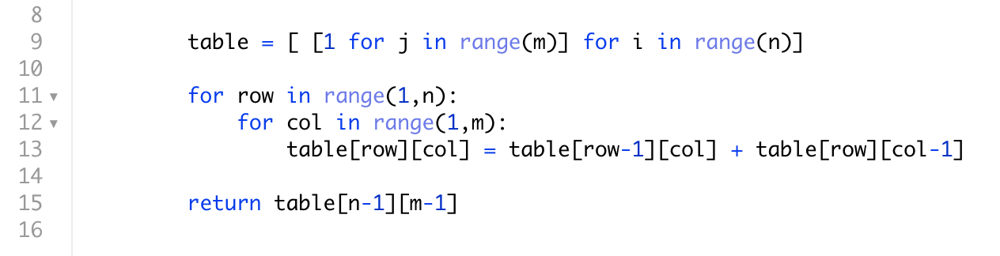 8
9 table = [ [1 for j in range(m)] for i in range(n)]
10
11 ▾ for row in range(1,n):
12 ▾ for col in range(1,m):
13 table[row][col] = table[row-1][col] + table[row][col-1]
14
15 return table[n-1][m-1]
16